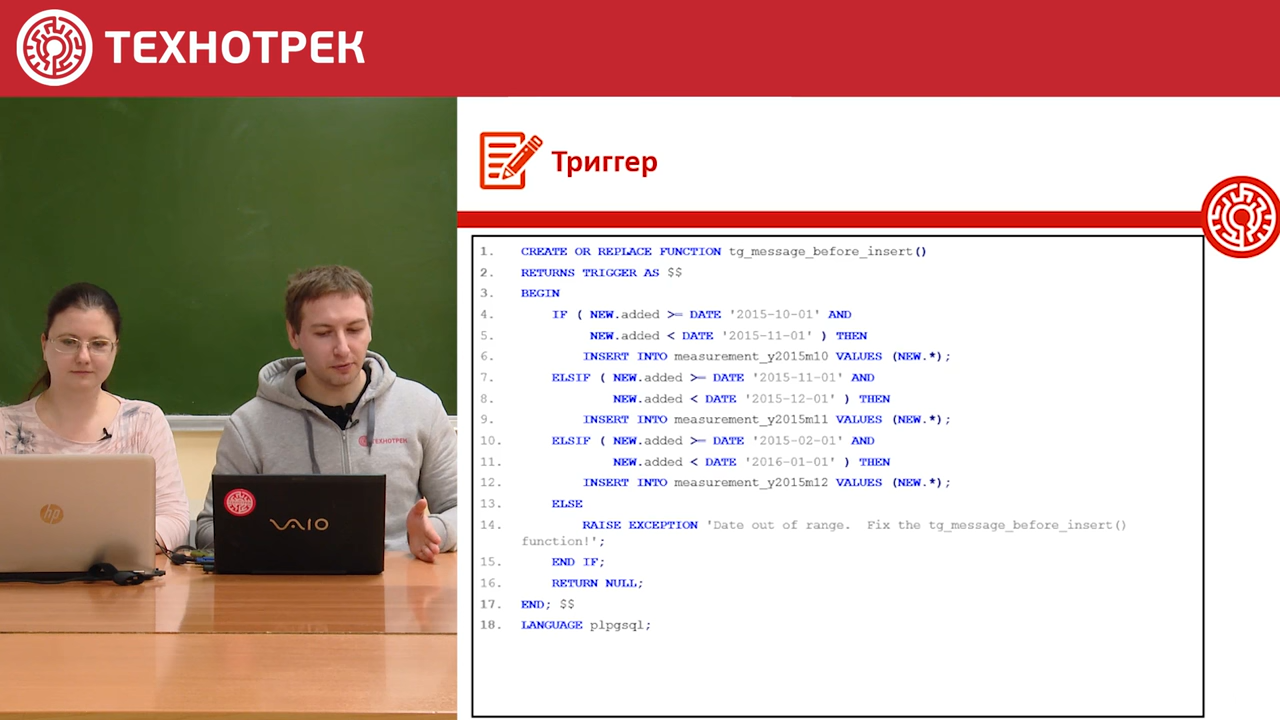 ТЕХНОТРЕК
Триггер
1. CREATE OR REPLACE FUNCTION tg_message_before_insert()
2. RETURNS TRIGGER AS $$
3. BEGIN
4. IF ( NEW.added >= DATE '2015-10-01' AND
5. NEW.added < DATE '2015-11-01' ) THEN
6. INSERT INTO measurement_y2015m10 VALUES (NEW.*);
7. ELSIF ( NEW.added >= DATE '2015-11-01' AND
8. NEW.added < DATE '2015-12-01' ) THEN
9. INSERT INTO measurement_y2015m11 VALUES (NEW.*);
10. ELSIF ( NEW.added >= DATE '2015-02-01' AND
11. NEW.added < DATE '2016-01-01' ) THEN
12. INSERT INTO measurement_y2015m12 VALUES (NEW.*);
13. ELSE
14. RAISE EXCEPTION 'Date out of range.  Fix the tg_message_before_insert()
function!';
15. END IF;
16. RETURN NULL;
17. END; $$
18. LANGUAGE plpgsql;
ТЕХНОТРЕК
hp
VAIO